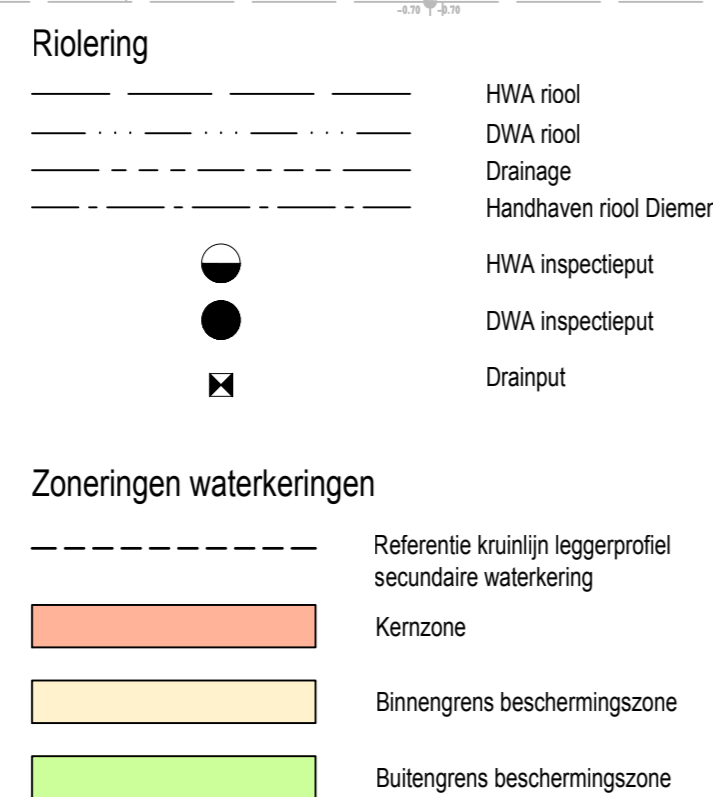 -0.70 -0.70
Riolering
HWA riool
DWA riool
Drainage
Handhaven riool Diemen
HWA inspectieput
DWA inspectieput
Drainput
Zoneringen waterkeringen
Referentie kruinlijn leggerprofiel
secundaire waterkering
Kernzone
Binnengrens beschermingszone
Buitengrens beschermingszone